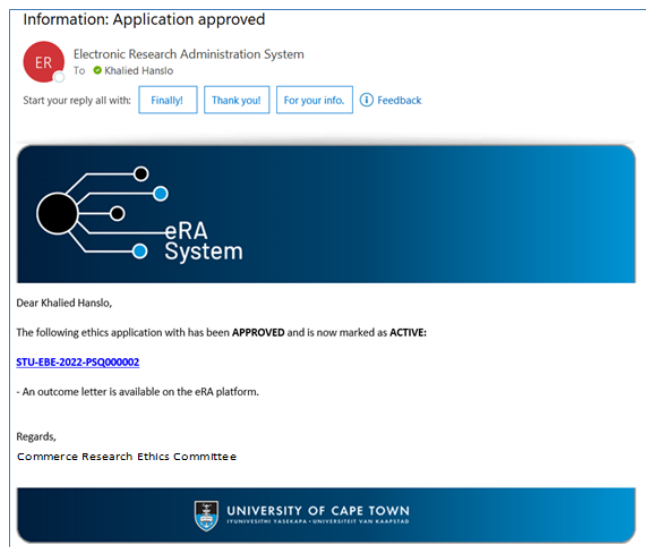 Information: Application approved
ER
Electronic Research Administration System
To Khalied Hanslo
Start your reply all with: Finally! Thank you! For your info. Feedback
eRA
System
Dear Khalied Hanslo,
The following ethics application with has been APPROVED and is now marked as ACTIVE:
STU-EBE-2022-PSQ000002
- An outcome letter is available on the eRA platform.
Regards,
Commerce Research Ethics Committee
UNIVERSITY OF CAPE TOWN
IYUNIVESITHI YASEKAPA • UNIVERSITEIT VAN KAAPSTAD